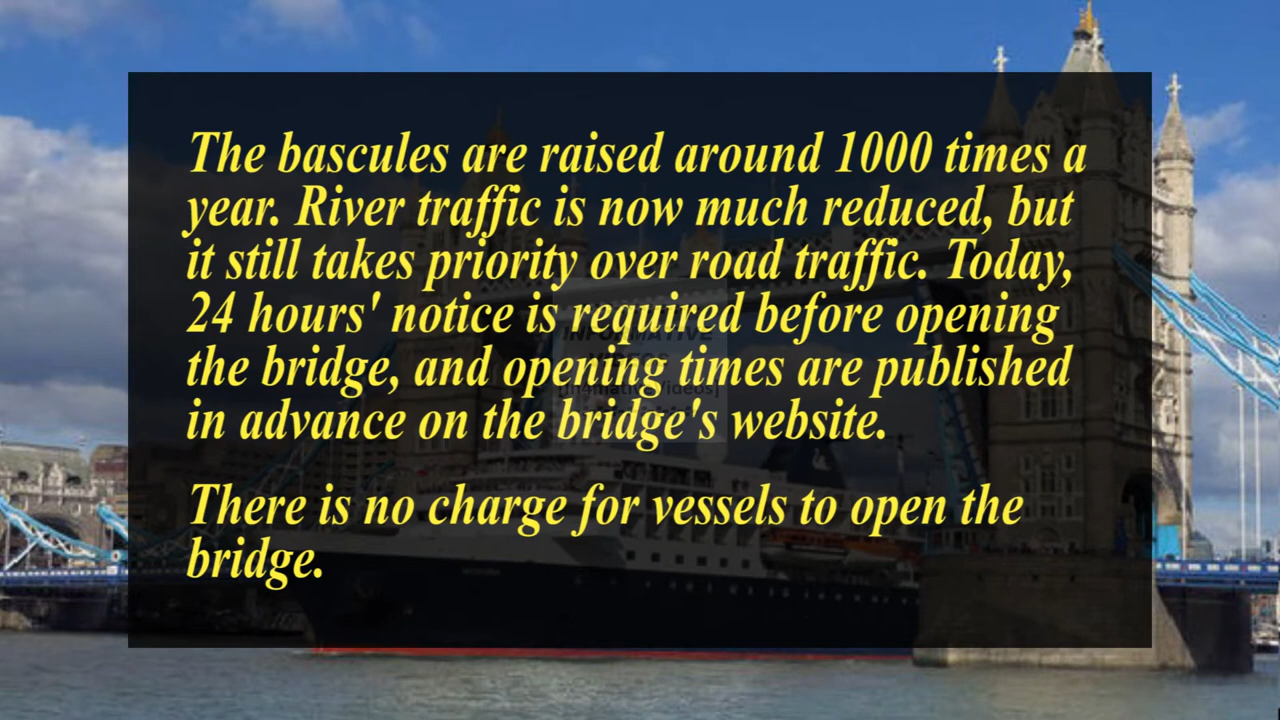 The bascules are raised around 1000 times a
year. River traffic is now much reduced, but
it still takes priority over road traffic. Today,
24 hours' notice is required before opening
the bridge, and opening times are published
in advance on the bridge's website.
There is no charge for vessels to open the
bridge.
INFORMATIVE
VIDEOS